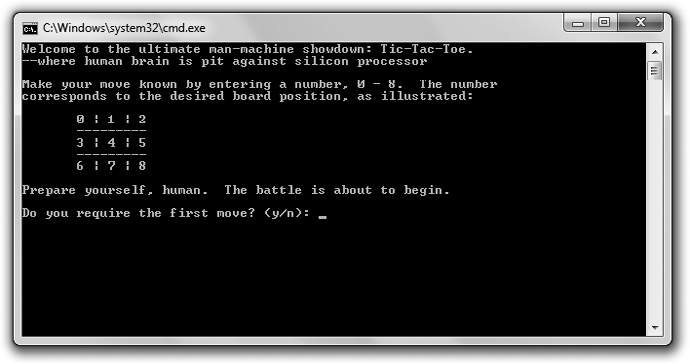 C:\Windows\system32\cmd.exe
Welcome to the ultimate man-machine showdown: Tic-Tac-Toe.
--where human brain is pit against silicon processor
Make your move known by entering a number, 0 - 8.  The number
corresponds to the desired board position, as illustrated:
0 ¦ 1 ¦ 2
---------
3 ¦ 4 ¦ 5
---------
6 ¦ 7 ¦ 8
Prepare yourself, human.  The battle is about to begin.
Do you require the first move? (y/n): _